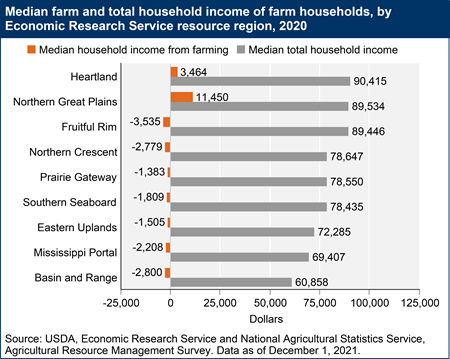 Median farm and total household income of farm households, by
Economic Research Service resource region, 2020
Median household income from farming Median total household income
Heartland 3,464 90,415
Northern Great Plains 11,450 89,534
Fruitful Rim -3,535 89,446
Northern Crescent -2,779 78,647
Prairie Gateway -1,383 78,550
Southern Seaboard -1,809 78,435
Eastern Uplands -1,505 72,285
Mississippi Portal -2,208 69,407
Basin and Range -2,800 60,858
-25,000 0 25,000 50,000 75,000 100,000 125,000
Dollars
Source: USDA, Economic Research Service and National Agricultural Statistics Service,
Agricultural Resource Management Survey. Data as of December 1, 2021.